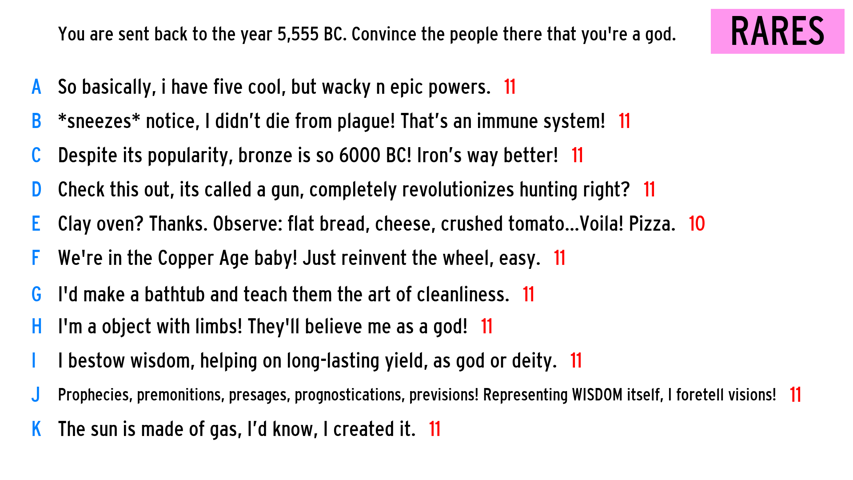 You are sent back to the year 5,555 BC. Convince the people there that you're a god.
RARES
A So basically, i have five cool, but wacky n epic powers. 11
B *sneezes* notice, I didn't die from plague! That's an immune system! 11
C Despite its popularity, bronze is so 6000 BC! Iron's way better! 11
D Check this out, its called a gun, completely revolutionizes hunting right? 11
E Clay oven? Thanks. Observe: flat bread, cheese, crushed tomato...Voila! Pizza. 10
F We're in the Copper Age baby! Just reinvent the wheel, easy. 11
G I'd make a bathtub and teach them the art of cleanliness. 11
H I'm a object with limbs! They'll believe me as a god! 11
I I bestow wisdom, helping on long-lasting yield, as god or deity. 11
J Prophecies, premonitions, presages, prognostications, previsions! Representing WISDOM itself, I foretell visions! 11
K The sun is made of gas, I'd know, I created it. 11